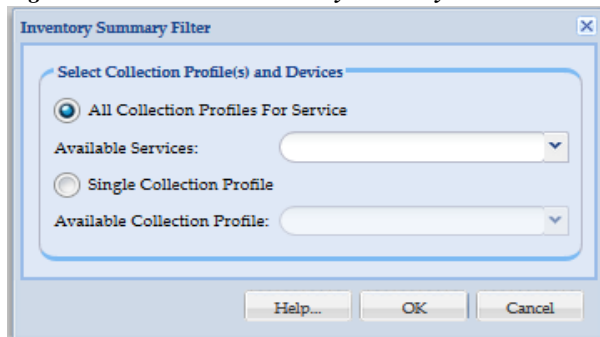 Inventory Summary Filter
Select Collection Profile(s) and Devices
All Collection Profiles For Service
Available Services:
Single Collection Profile
Available Collection Profile:
Help... OK Cancel